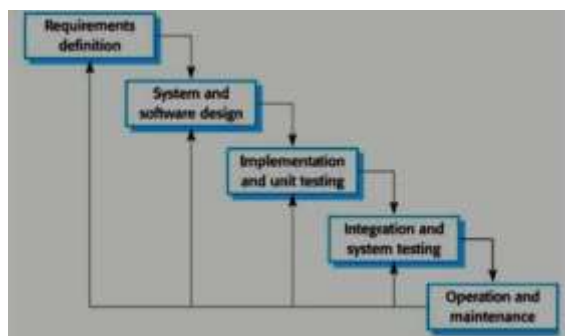 Requirements
definition
System and
software design
Implementation
and unit testing
Integration and
system testing
Operation and
maintenance